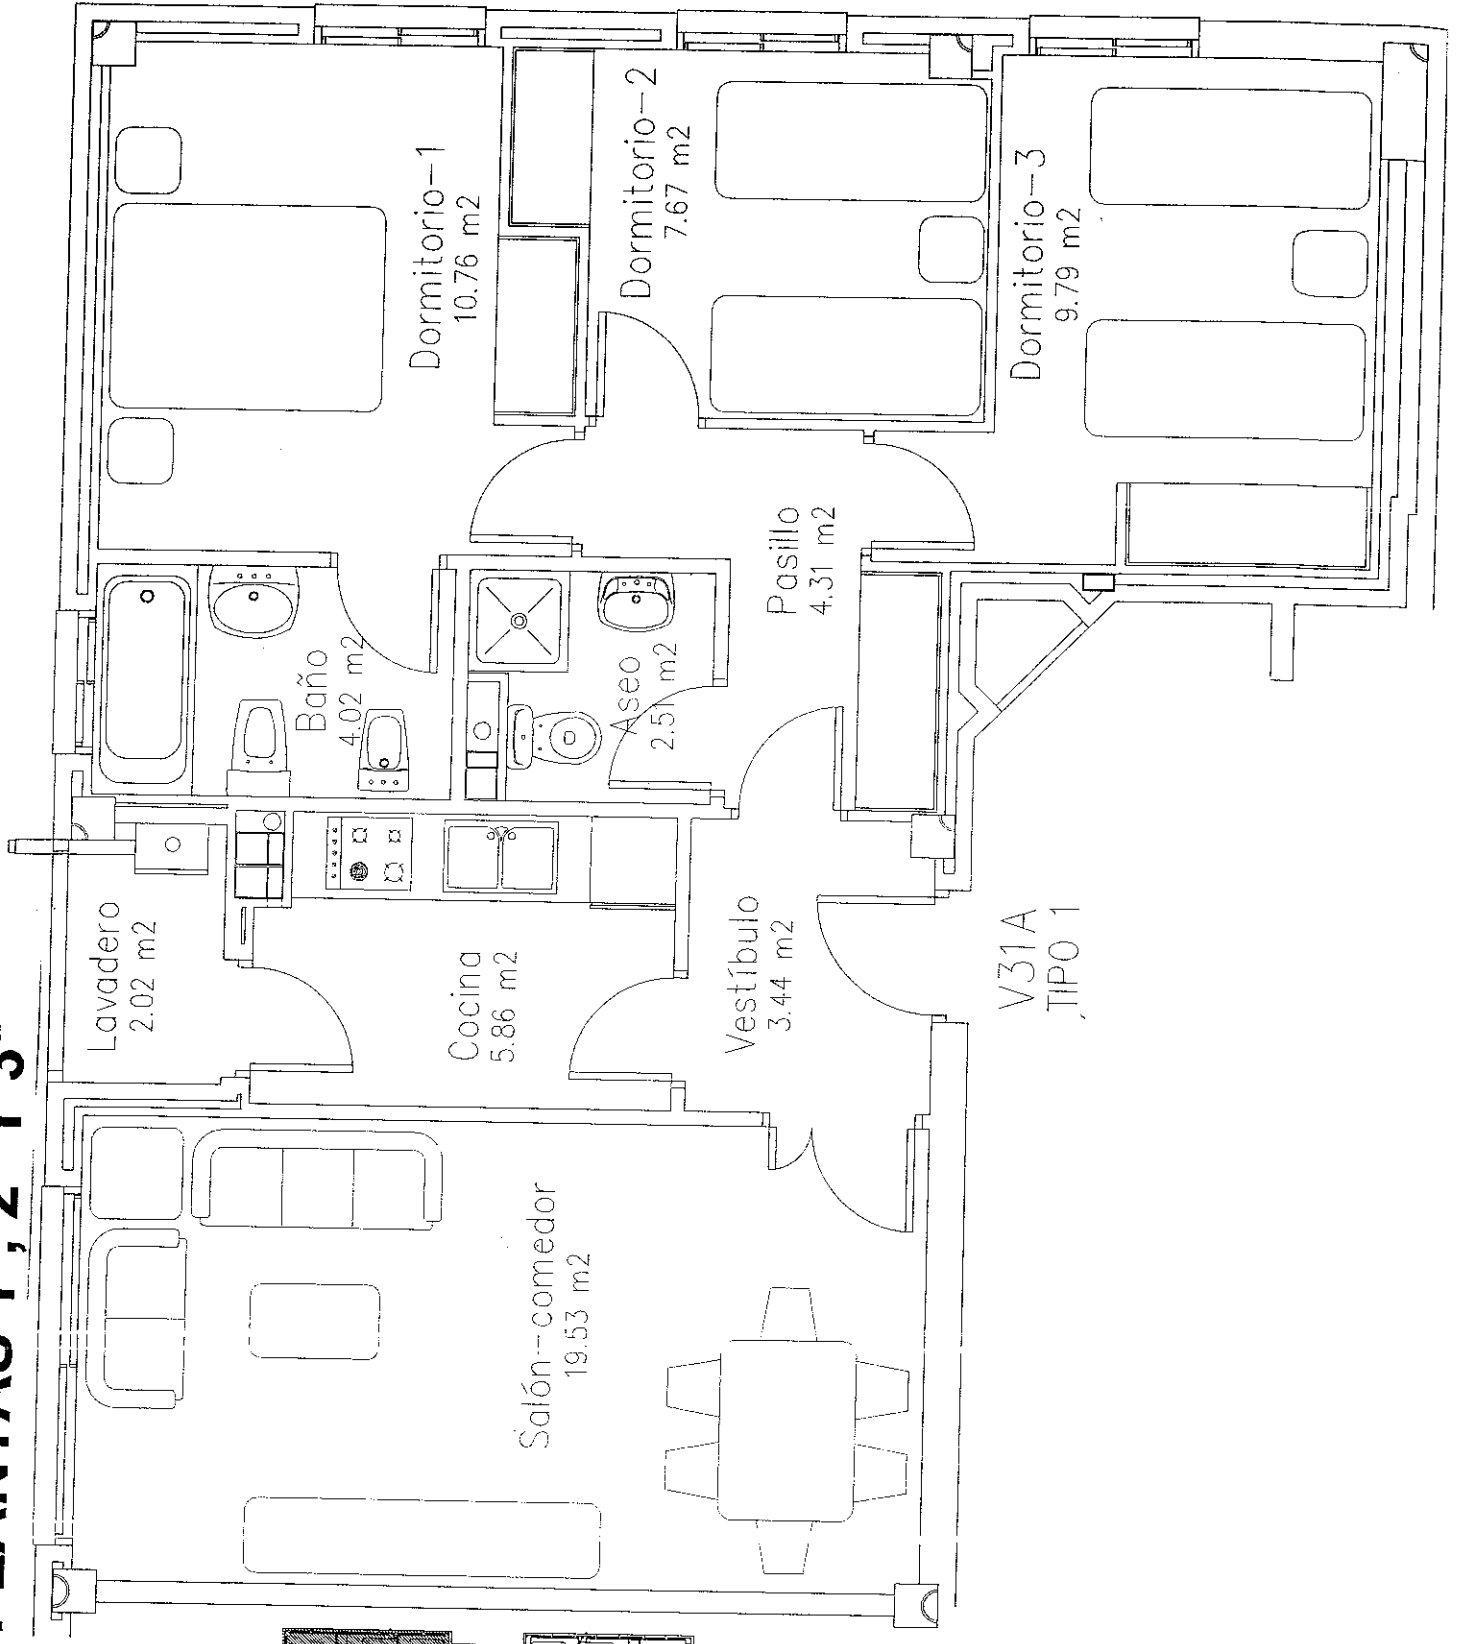 Dormitorio-1
10.76 m2
Dormitorio-2
7.67 m2
Dormitorio-3
9.79 m2
Baño
4.02 m2
Aseo
2.51 m2
Pasillo
4.31 m2
Lavadero
2.02 m2
Cocina
5.86 m2
Vestíbulo
3.44 m2
V31A
TIPO 1
Salón-comedor
19.53 m2